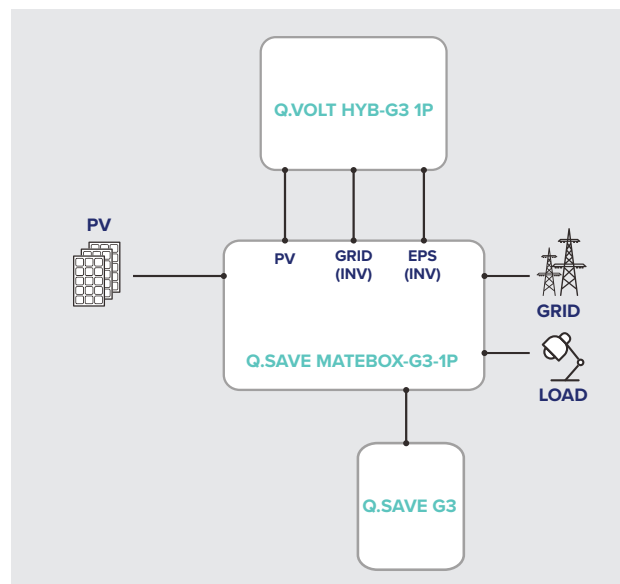 Q.VOLT HYB-G3 1P
PV
PV
GRID
(INV)
EPS
(INV)
GRID
Q.SAVE MATEBOX-G3-1P
LOAD
Q.SAVE G3